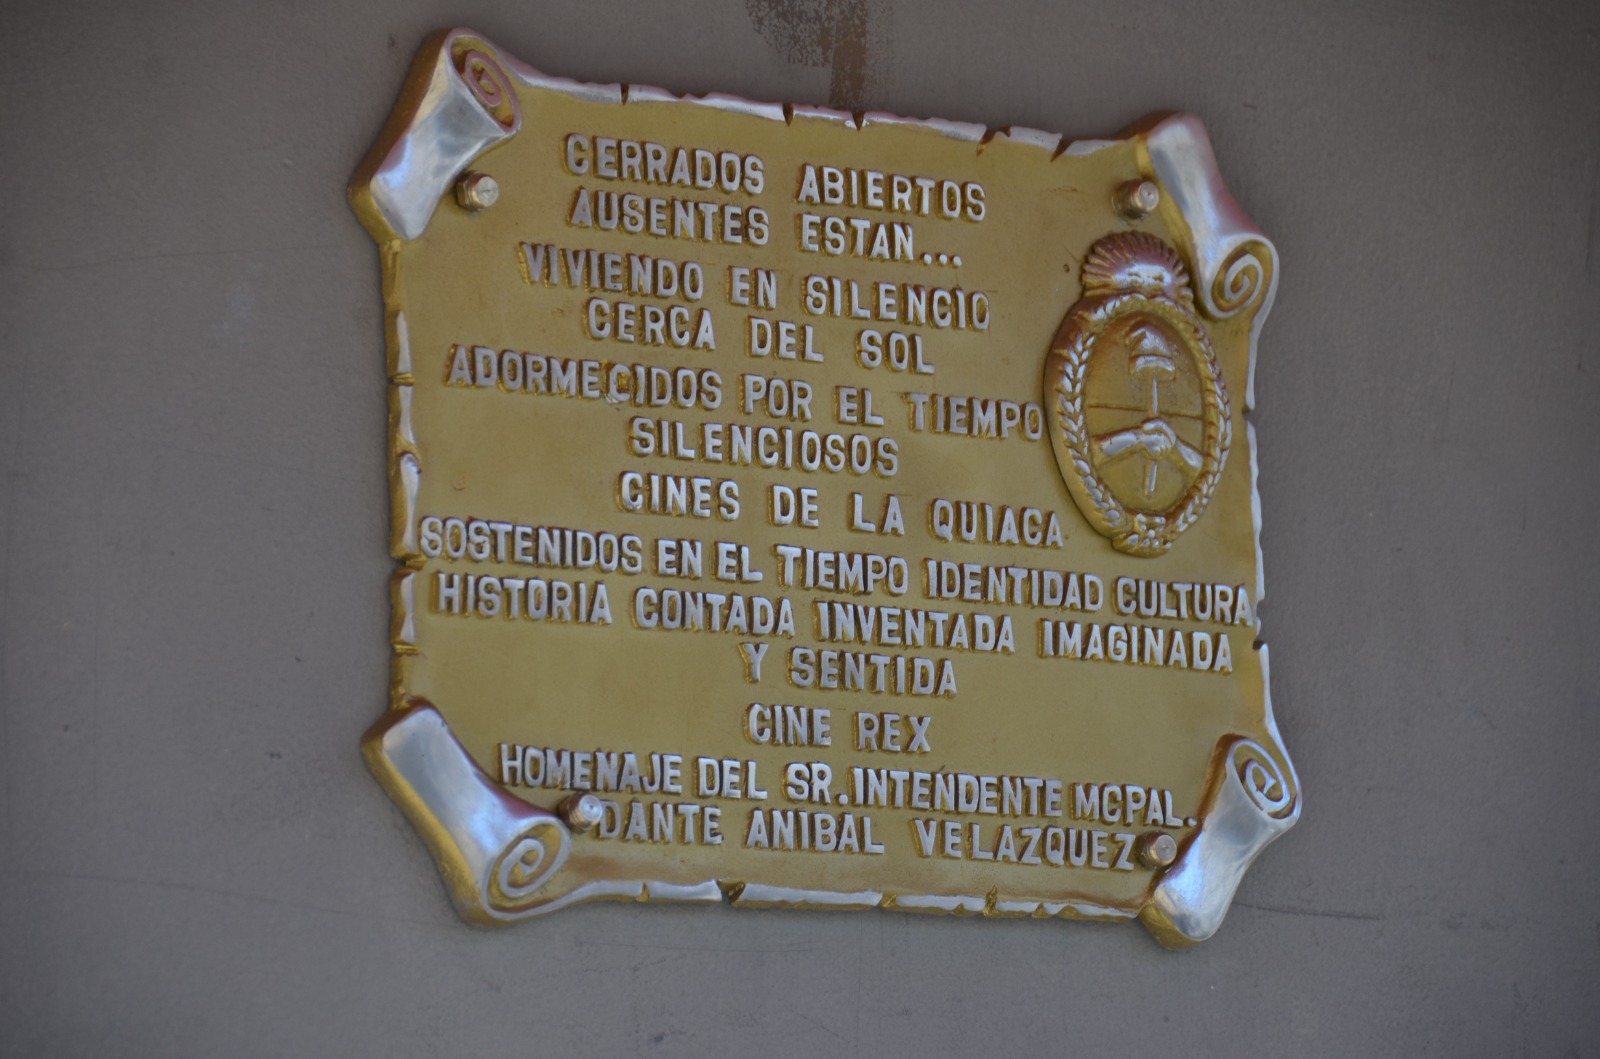 CERRADOS ABIERTOS
AUSENTES ESTAN...
VIVIENDO EN SILENCIO
CERCA DEL SOL
ADORMECIDOS POR EL TIEMPO
SILENCIOSOS
CINES DE LA QUIACA
SOSTENIDOS EN EL TIEMPO IDENTIDAD CULTURA
HISTORIA CONTADA INVENTADA IMAGINADA
Y SENTIDA
CINE REX
HOMENAJE DEL SR. INTENDENTE MCPAL.
DANTE ANIBAL VELAZQUEZ